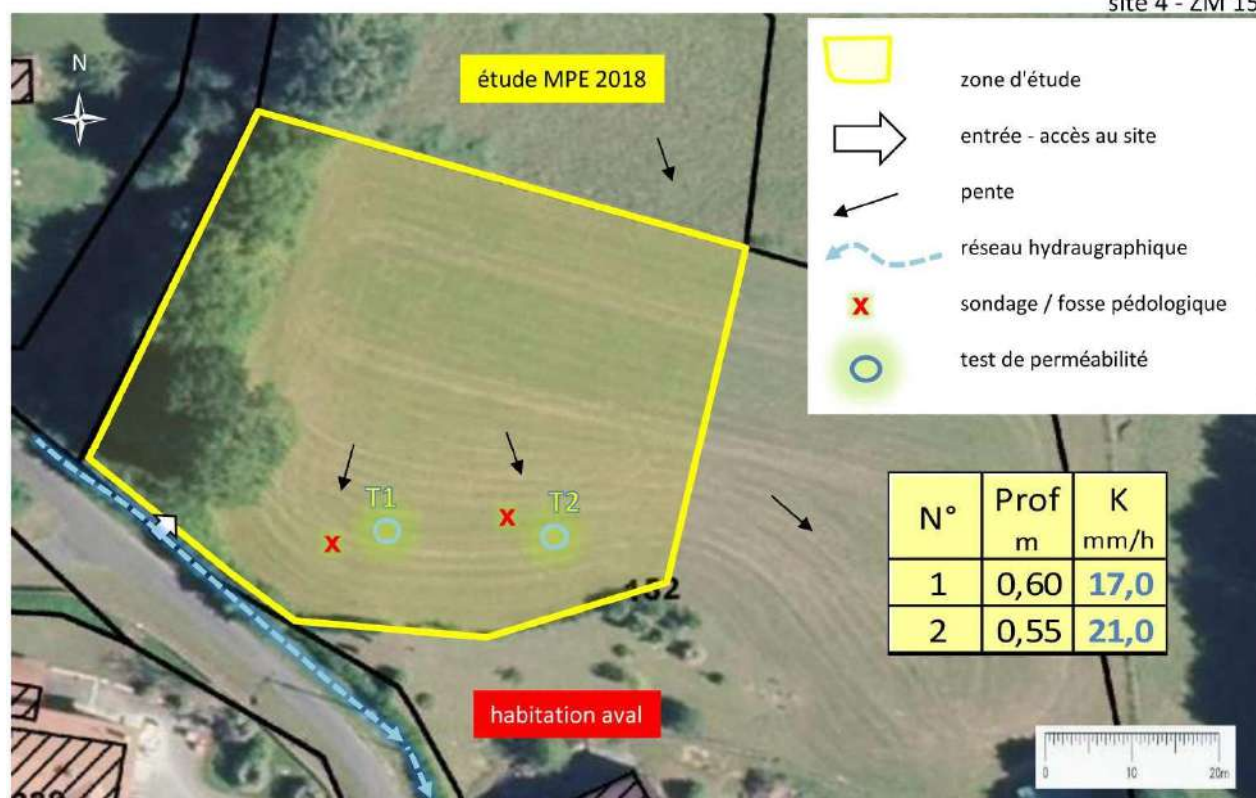 site 4 - ZM 15
N
étude MPE 2018
zone d'étude
entrée - accès au site
pente
réseau hydraugraphique
sondage / fosse pédologique
test de perméabilité
x
x
x
T1
T2
N° Prof m K mm/h
1 0,60 17,0
2 0,55 21,0
habitation aval
0 10 20m